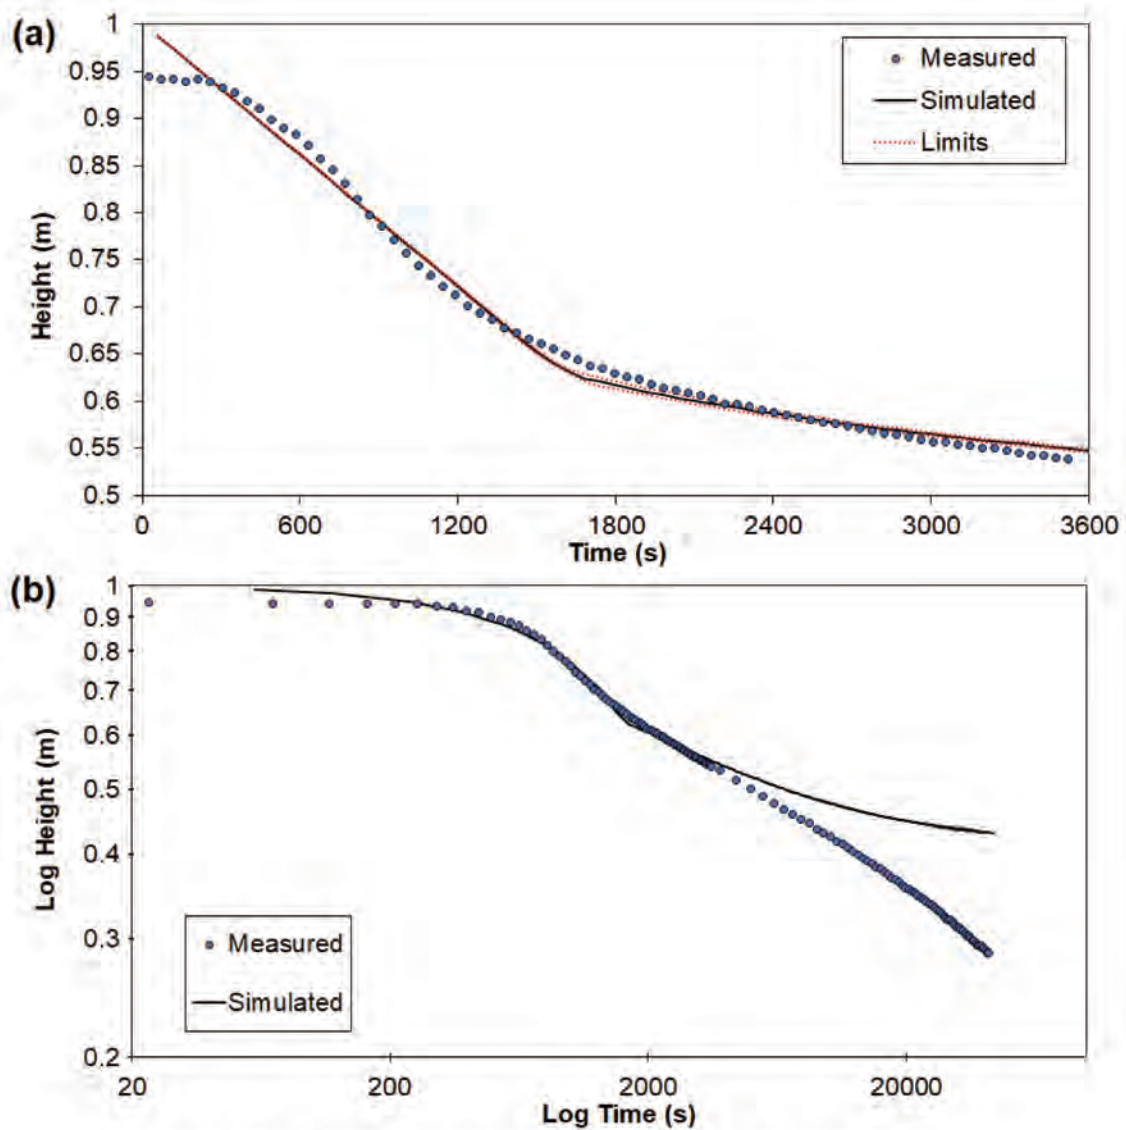 (a)
1
0.95
0.9
0.85
0.8
0.75
0.7
0.65
0.6
0.55
0.5
Height (m)
Measured
Simulated
Limits
0 600 1200 1800 2400 3000 3600
Time (s)
(b)
1
0.9
0.8
0.7
0.6
0.5
0.4
0.3
0.2
Log Height (m)
Measured
Simulated
20 200 2000 20000
Log Time (s)